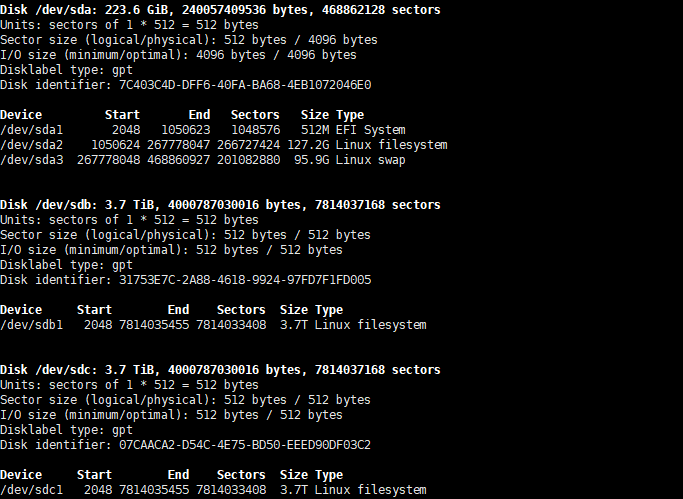 Disk /dev/sda: 223.6 GiB, 240057409536 bytes, 468862128 sectors
Units: sectors of 1 * 512 = 512 bytes
Sector size (logical/physical): 512 bytes / 4096 bytes
I/O size (minimum/optimal): 4096 bytes / 4096 bytes
Disklabel type: gpt
Disk identifier: 7C403C4D-DFF6-40FA-BA68-4EB1072046E0
Device Start End Sectors Size Type
/dev/sda1 2048 1050623 1048576 512M EFI System
/dev/sda2 1050624 267778047 266727424 127.2G Linux filesystem
/dev/sda3 267778048 468860927 201082880 95.9G Linux swap
Disk /dev/sdb: 3.7 TiB, 4000787030016 bytes, 7814037168 sectors
Units: sectors of 1 * 512 = 512 bytes
Sector size (logical/physical): 512 bytes / 512 bytes
I/O size (minimum/optimal): 512 bytes / 512 bytes
Disklabel type: gpt
Disk identifier: 31753E7C-2A88-4618-9924-97FD7F1FD005
Device Start End Sectors Size Type
/dev/sdb1 2048 7814035455 7814033408 3.7T Linux filesystem
Disk /dev/sdc: 3.7 TiB, 4000787030016 bytes, 7814037168 sectors
Units: sectors of 1 * 512 = 512 bytes
Sector size (logical/physical): 512 bytes / 512 bytes
I/O size (minimum/optimal): 512 bytes / 512 bytes
Disklabel type: gpt
Disk identifier: 07CAACA2-D54C-4E75-BD50-EEED90DF03C2
Device Start End Sectors Size Type
/dev/sdc1 2048 7814035455 7814033408 3.7T Linux filesystem